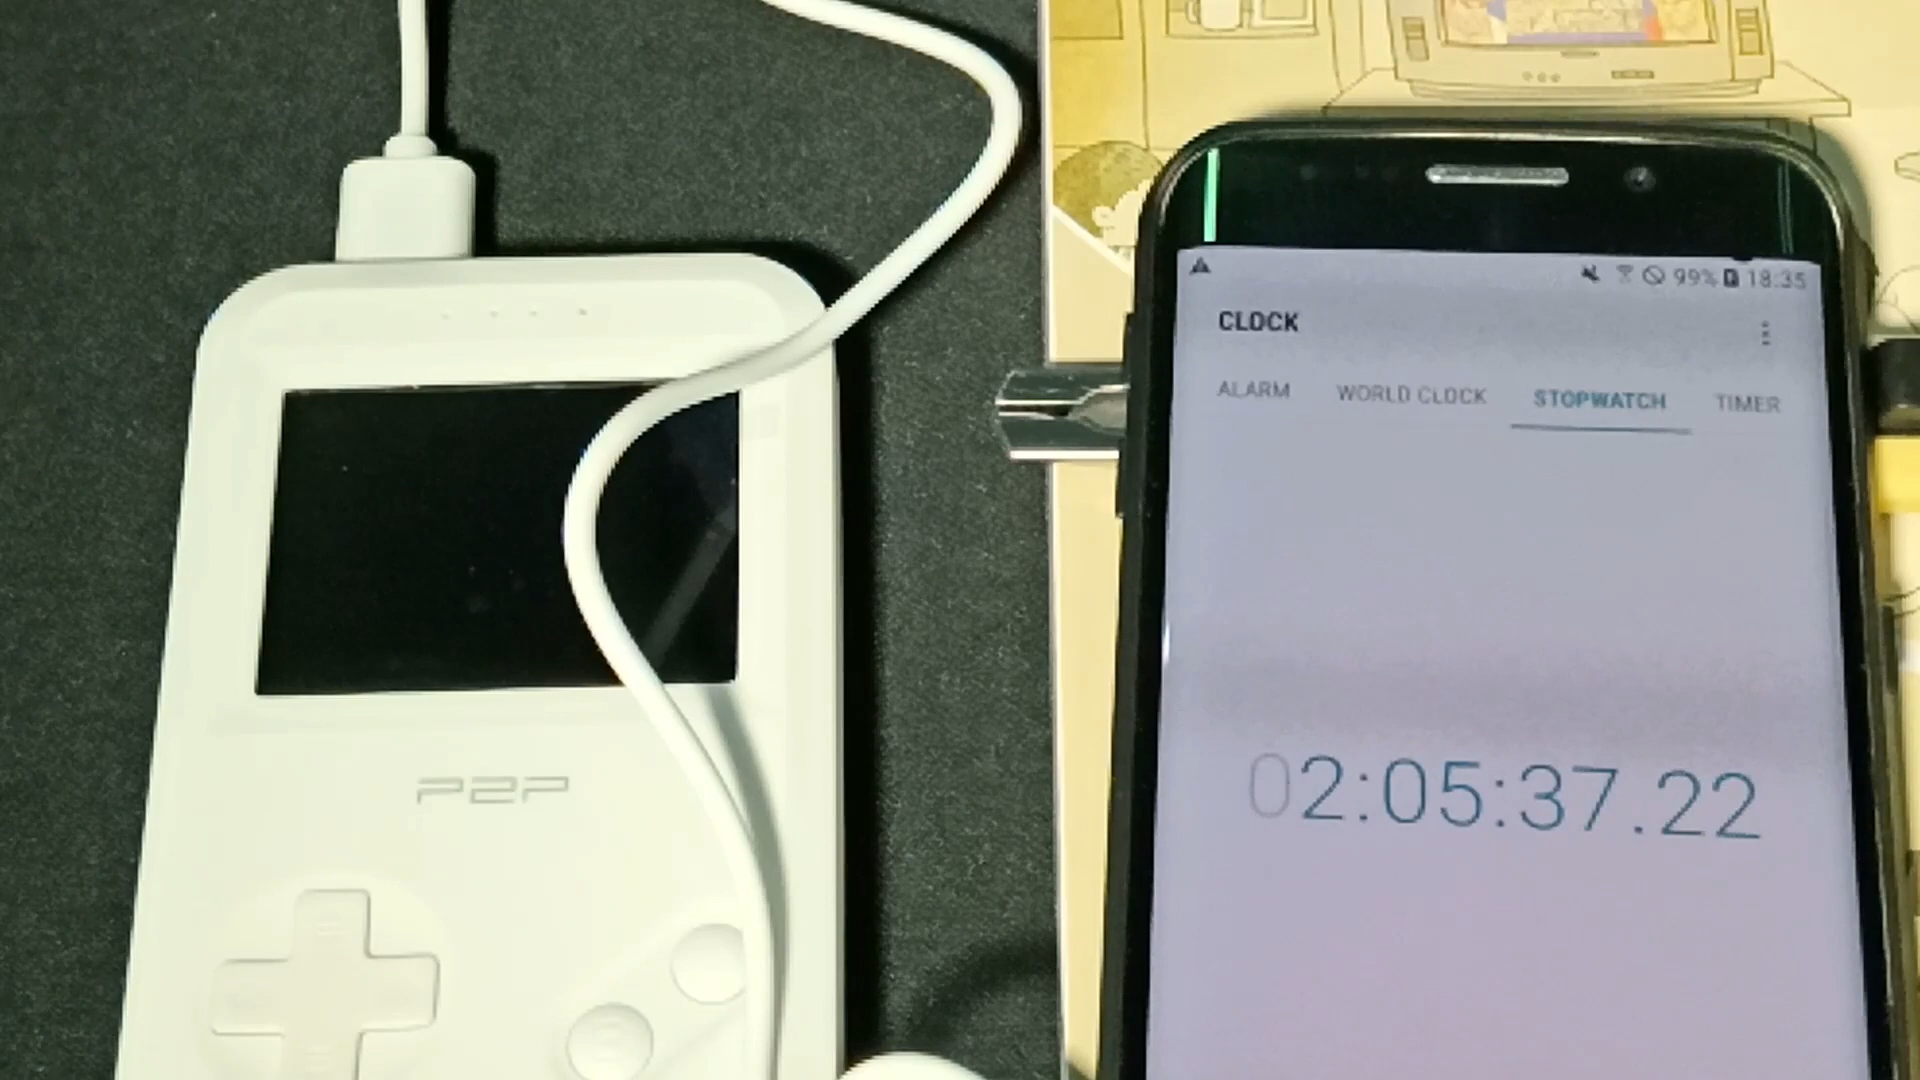 P2P
99% 18:35
CLOCK
ALARM WORLD CLOCK STOPWATCH TIMER
02:05:37.22